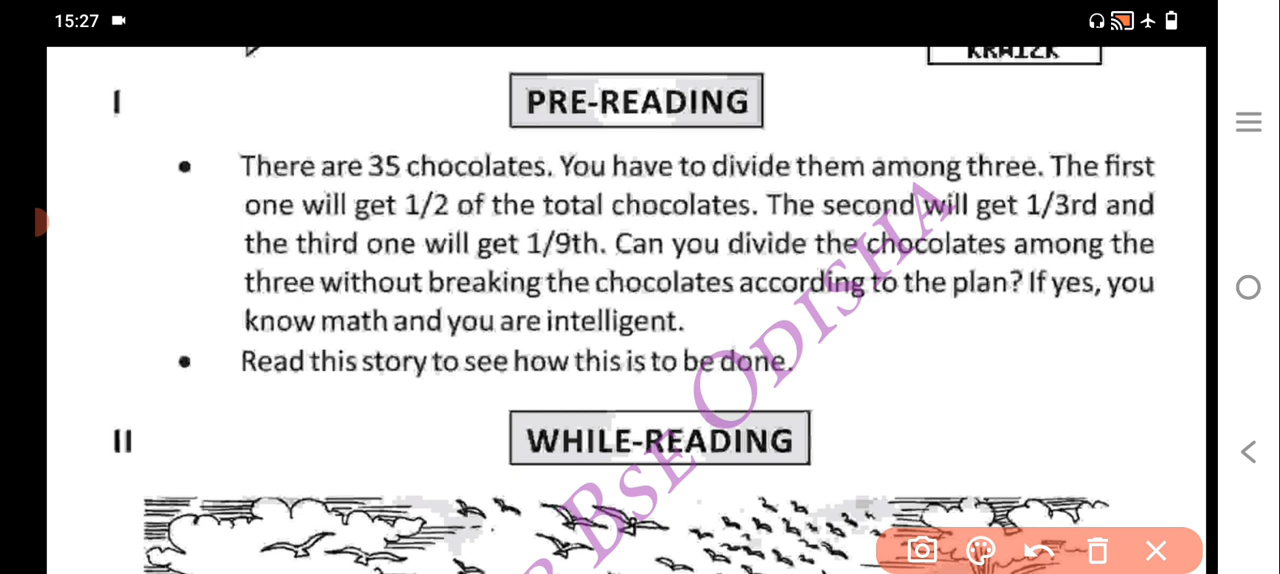 15:27
I
PRE-READING
• There are 35 chocolates. You have to divide them among three. The first
one will get 1/2 of the total chocolates. The second will get 1/3rd and
the third one will get 1/9th. Can you divide the chocolates among the
three without breaking the chocolates according to the plan? If yes, you
know math and you are intelligent.
• Read this story to see how this is to be done.
II
WHILE-READING
BSE ODISHA